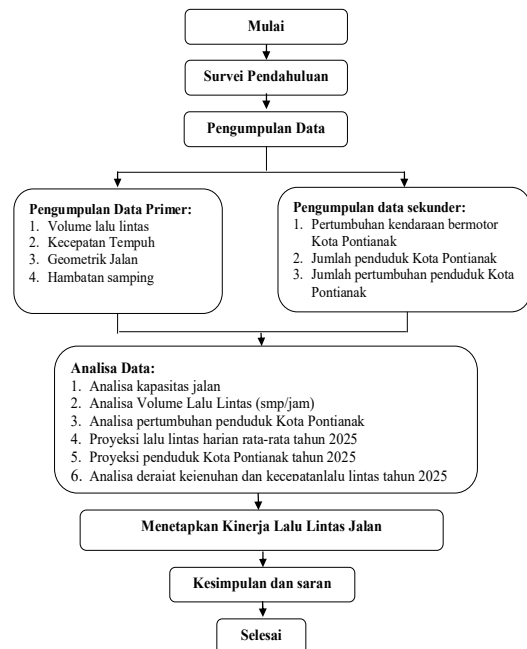 Mulai
Survei Pendahuluan
Pengumpulan Data
Pengumpulan Data Primer:
1. Volume lalu lintas
2. Kecepatan Tempuh
3. Geometrik Jalan
4. Hambatan samping
Pengumpulan data sekunder:
1. Pertumbuhan kendaraan bermotor
Kota Pontianak
2. Jumlah penduduk Kota Pontianak
3. Jumlah pertumbuhan penduduk Kota
Pontianak
Analisa Data:
1. Analisa kapasitas jalan
2. Analisa Volume Lalu Lintas (smp/jam)
3. Analisa pertumbuhan penduduk Kota Pontianak
4. Proyeksi lalu lintas harian rata-rata tahun 2025
5. Proyeksi penduduk Kota Pontianak tahun 2025
6. Analisa deraiat keienuhan dan kecepatanlalu lintas tahun 2025
Menetapkan Kinerja Lalu Lintas Jalan
Kesimpulan dan saran
Selesai